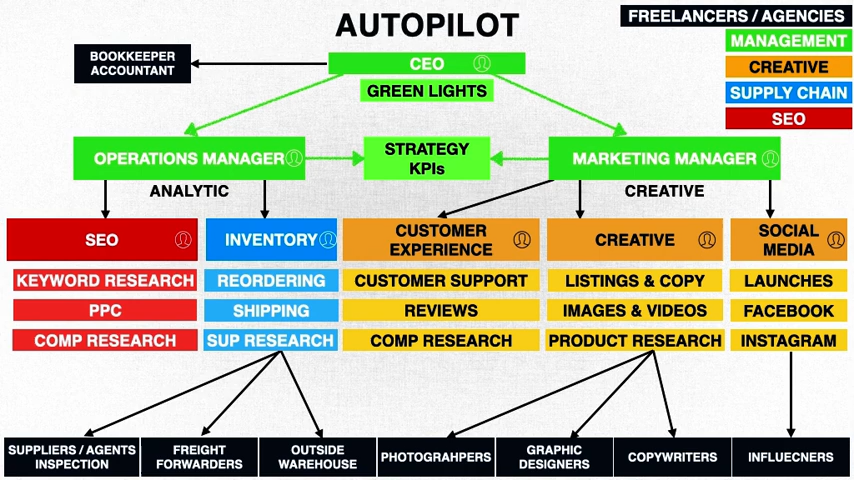 AUTOPILOT
FREELANCERS / AGENCIES
MANAGEMENT
CREATIVE
SUPPLY CHAIN
SEO
BOOKKEEPER
ACCOUNTANT
CEO
GREEN LIGHTS
OPERATIONS MANAGER
STRATEGY
KPIs
MARKETING MANAGER
ANALYTIC
CREATIVE
SEO
INVENTORY
CUSTOMER
EXPERIENCE
CREATIVE
SOCIAL
MEDIA
KEYWORD RESEARCH
REORDERING
CUSTOMER SUPPORT
LISTINGS & COPY
LAUNCHES
PPC
SHIPPING
REVIEWS
IMAGES & VIDEOS
FACEBOOK
COMP RESEARCH
SUP RESEARCH
COMP RESEARCH
PRODUCT RESEARCH
INSTAGRAM
SUPPLIERS / AGENTS
INSPECTION
FREIGHT
FORWARDERS
OUTSIDE
WAREHOUSE
PHOTOGRAHPERS
GRAPHIC
DESIGNERS
COPYWRITERS
INFLUECNERS